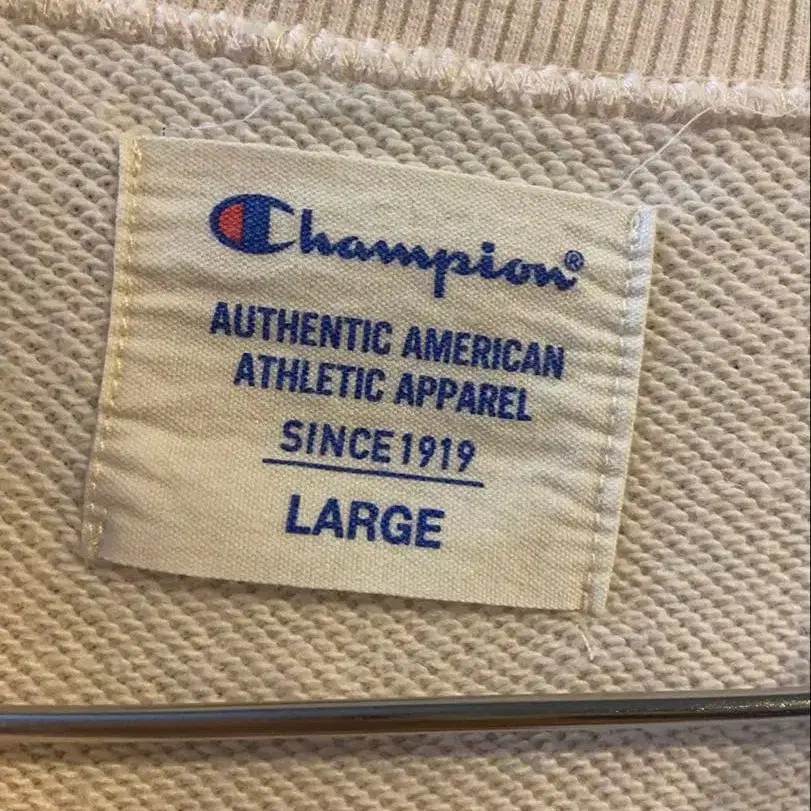 Champion®
AUTHENTIC AMERICAN
ATHLETIC APPAREL
SINCE 1919
LARGE